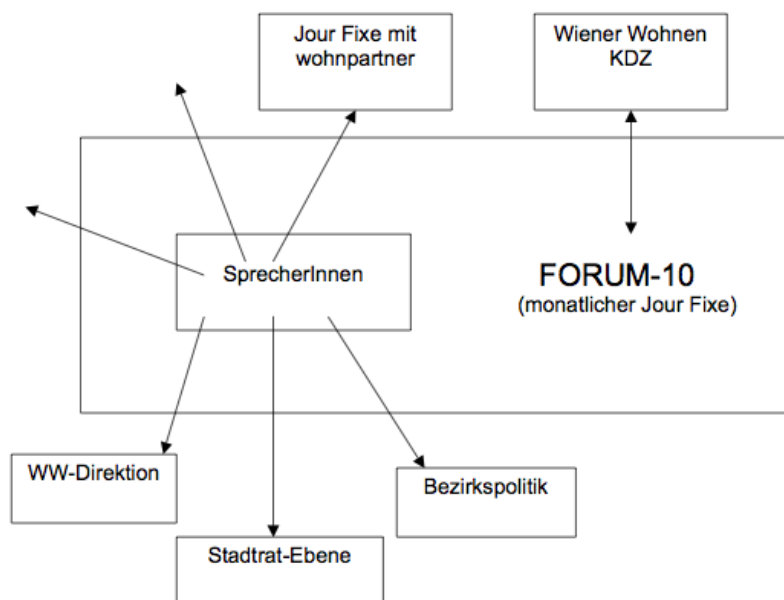 Jour Fixe mit
wohnpartner
Wiener Wohnen
KDZ
SprecherInnen
FORUM-10
(monatlicher Jour Fixe)
WW-Direktion
Bezirkspolitik
Stadtrat-Ebene